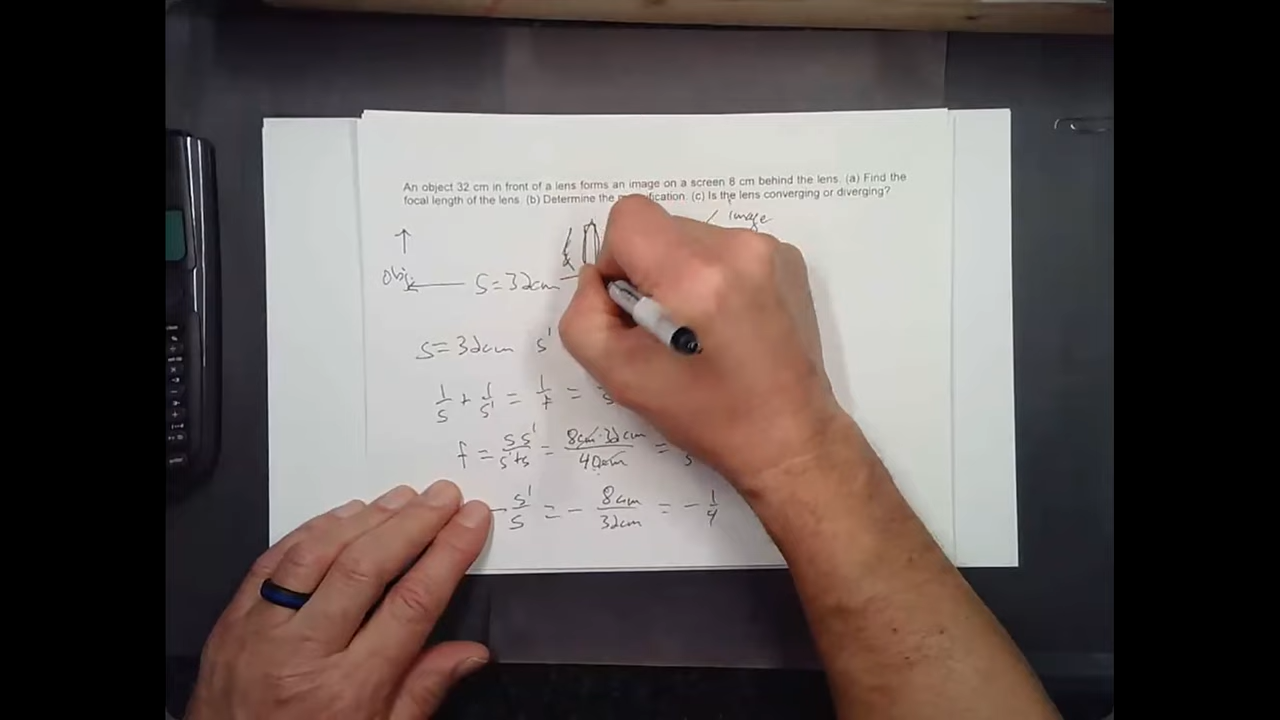 An object 32 cm in front of a lens forms an image on a screen 8 cm behind the lens. (a) Find the
focal length of the lens. (b) Determine the (c) Is the lens converging or diverging?
image
Obj S = 32cm
S = 32cm s'
1/s + 1/s' = 1/f =
f = ss'/s'+s = 8cm·32cm/40cm =
- s'/s = - 8cm/32cm = - 1/4